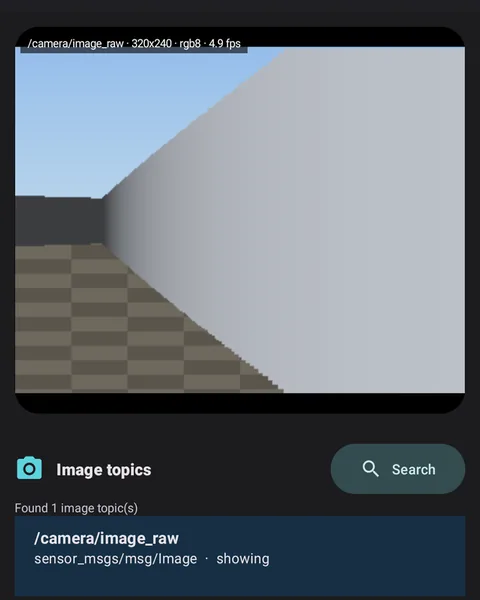 /camera/image_raw · 320x240 · rgb8 · 4.9 fps
Image topics
Search
Found 1 image topic(s)
/camera/image_raw
sensor_msgs/msg/Image · showing